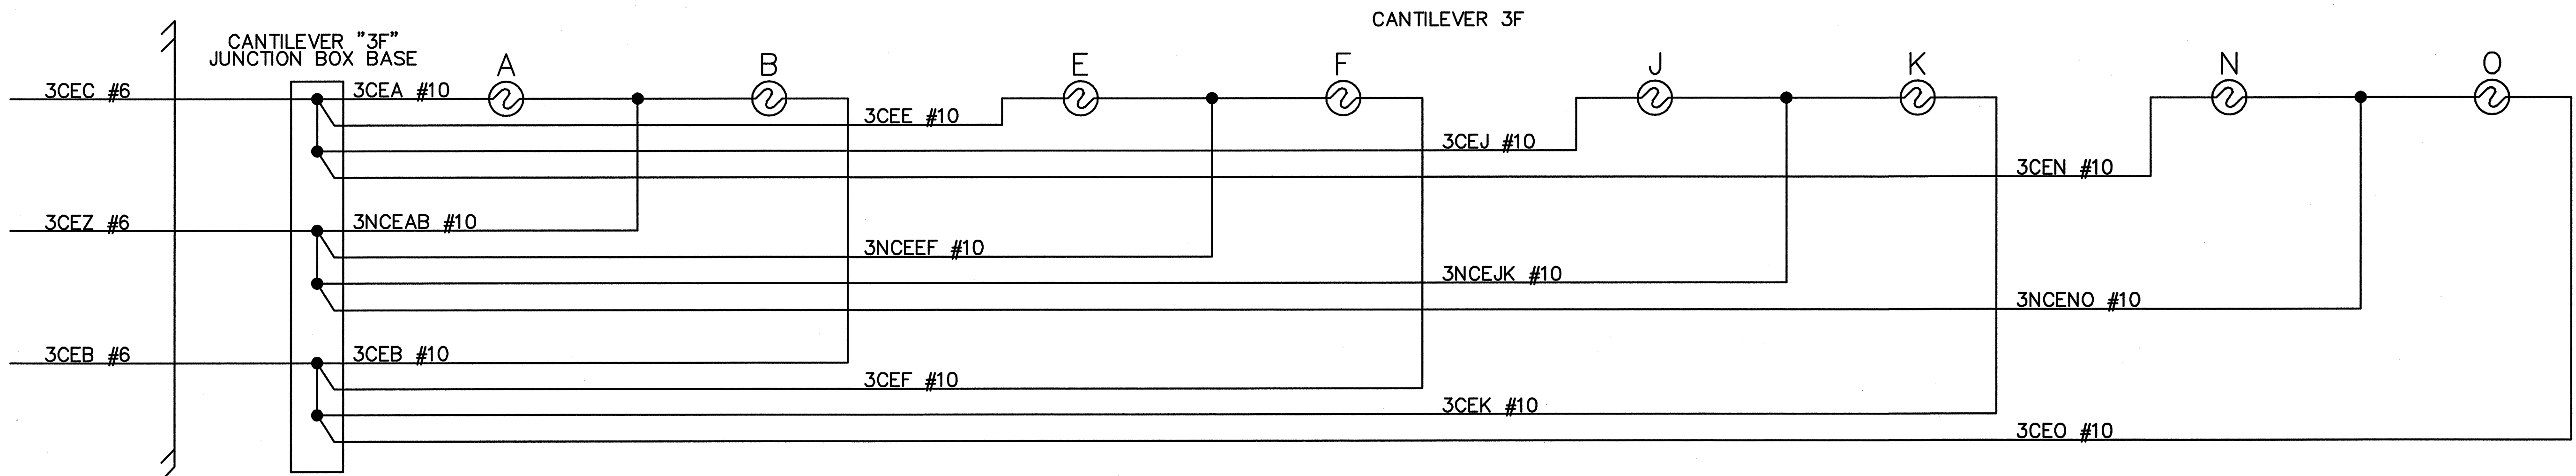 CANTILEVER 3F
CANTILEVER "3F"
JUNCTION BOX BASE
A
B
E
F
J
K
N
O
3CEC #6
3CEA #10
3CEE #10
3CEJ #10
3CEN #10
3CEZ #6
3NCEAB #10
3NCEEF #10
3NCEJK #10
3NCENO #10
3CEB #6
3CEB #10
3CEF #10
3CEK #10
3CEO #10